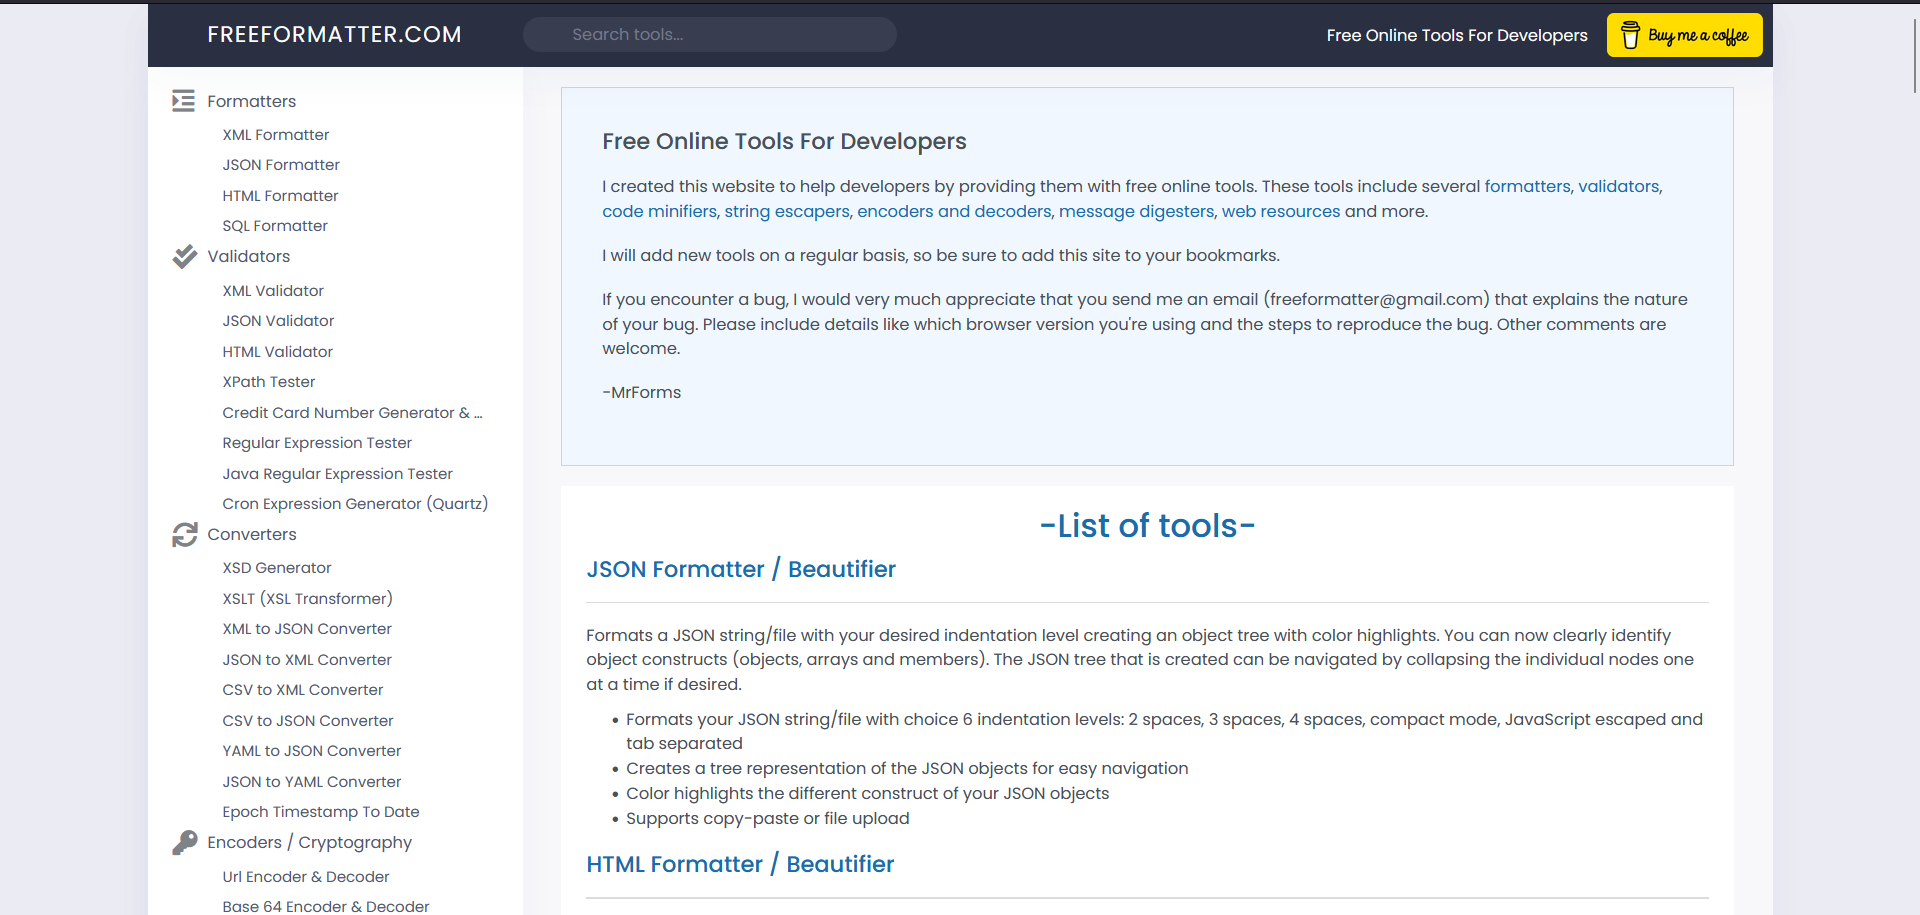 FREEFORMATTER.COM
Search tools...
Free Online Tools For Developers
Buy me a coffee
Formatters
XML Formatter
JSON Formatter
HTML Formatter
SQL Formatter
Validators
XML Validator
JSON Validator
HTML Validator
XPath Tester
Credit Card Number Generator & ...
Regular Expression Tester
Java Regular Expression Tester
Cron Expression Generator (Quartz)
Converters
XSD Generator
XSLT (XSL Transformer)
XML to JSON Converter
JSON to XML Converter
CSV to XML Converter
CSV to JSON Converter
YAML to JSON Converter
JSON to YAML Converter
Epoch Timestamp To Date
Encoders / Cryptography
Url Encoder & Decoder
Base 64 Encoder & Decoder
Free Online Tools For Developers
I created this website to help developers by providing them with free online tools. These tools include several formatters, validators,
code minifiers, string escapers, encoders and decoders, message digesters, web resources and more.
I will add new tools on a regular basis, so be sure to add this site to your bookmarks.
If you encounter a bug, I would very much appreciate that you send me an email (freeformatter@gmail.com) that explains the nature
of your bug. Please include details like which browser version you're using and the steps to reproduce the bug. Other comments are
welcome.
-MrForms
-List of tools-
JSON Formatter / Beautifier
Formats a JSON string/file with your desired indentation level creating an object tree with color highlights. You can now clearly identify
object constructs (objects, arrays and members). The JSON tree that is created can be navigated by collapsing the individual nodes one
at a time if desired.
• Formats your JSON string/file with choice 6 indentation levels: 2 spaces, 3 spaces, 4 spaces, compact mode, JavaScript escaped and
tab separated
• Creates a tree representation of the JSON objects for easy navigation
• Color highlights the different construct of your JSON objects
• Supports copy-paste or file upload
HTML Formatter / Beautifier